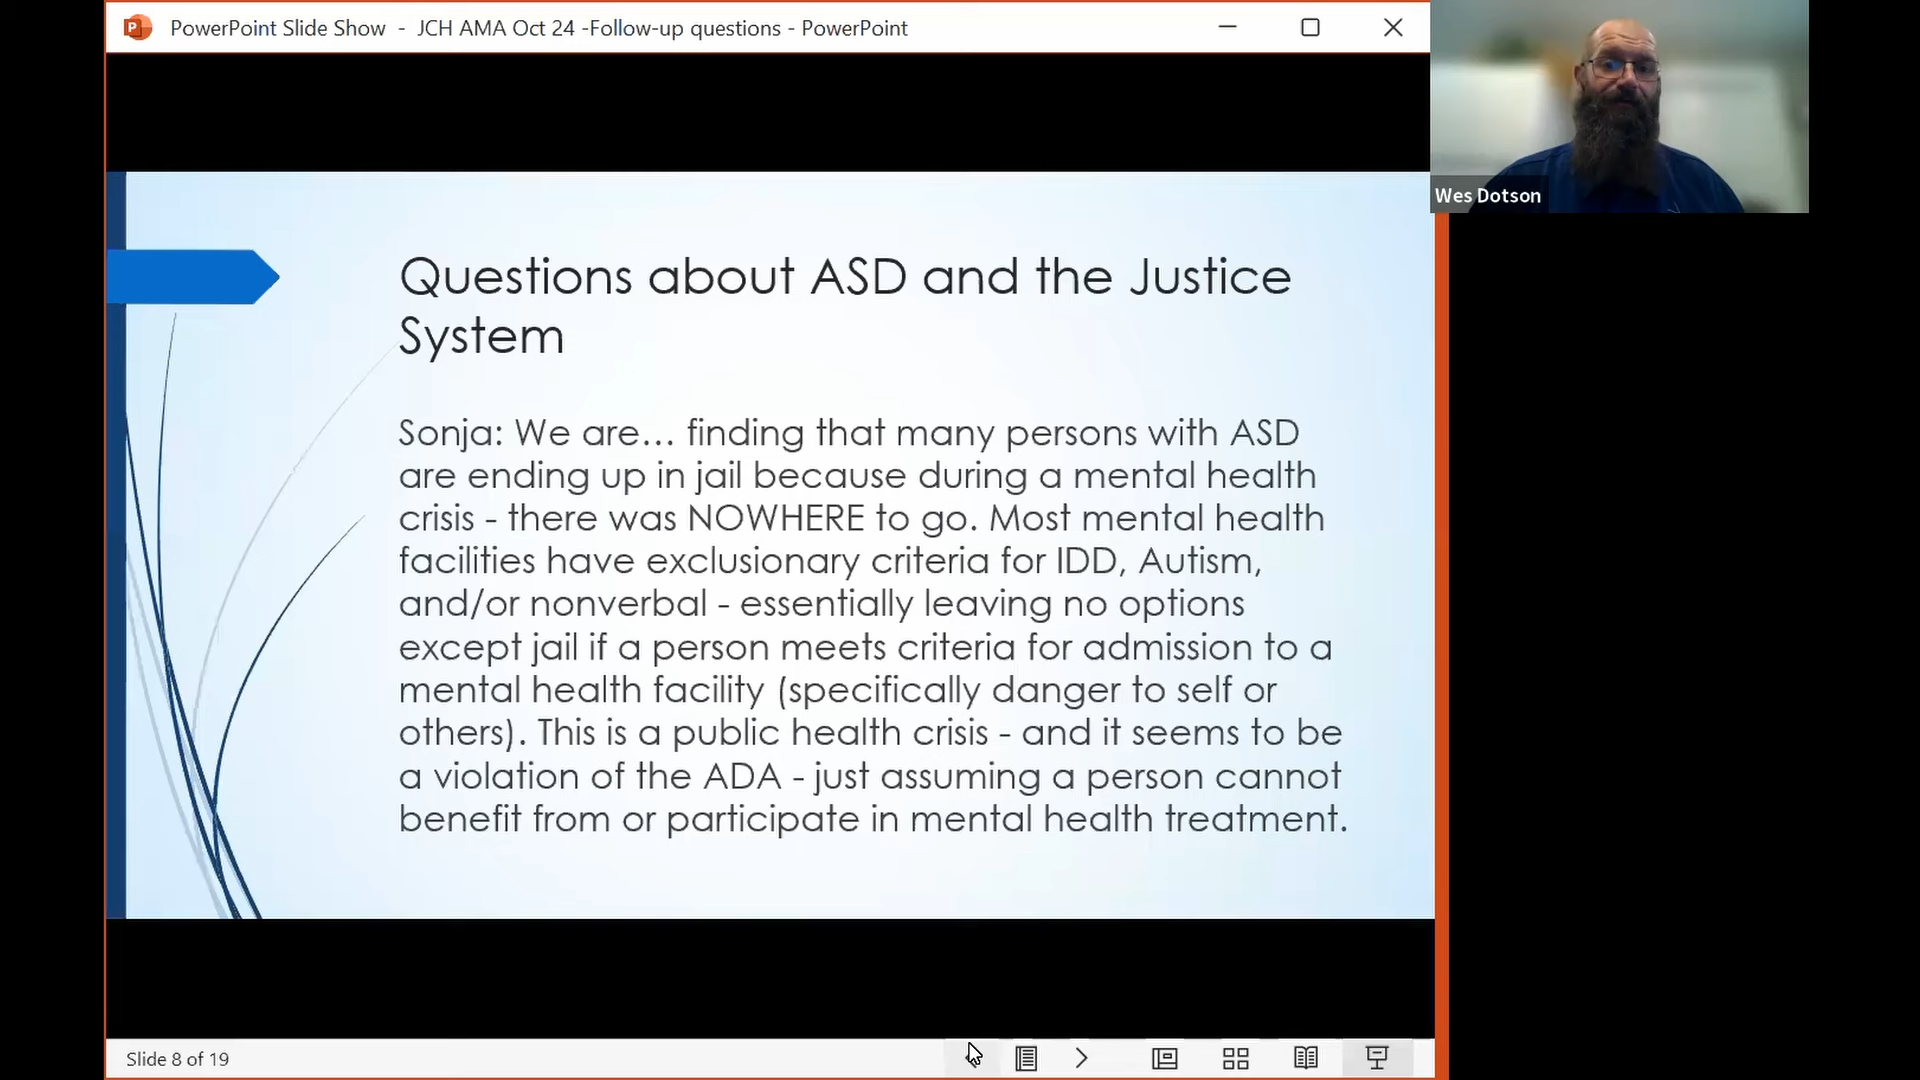 PowerPoint Slide Show - JCH AMA Oct 24 -Follow-up questions - PowerPoint
Wes Dotson
Questions about ASD and the Justice
System
Sonja: We are… finding that many persons with ASD
are ending up in jail because during a mental health
crisis - there was NOWHERE to go. Most mental health
facilities have exclusionary criteria for IDD, Autism,
and/or nonverbal - essentially leaving no options
except jail if a person meets criteria for admission to a
mental health facility (specifically danger to self or
others). This is a public health crisis - and it seems to be
a violation of the ADA - just assuming a person cannot
benefit from or participate in mental health treatment.
Slide 8 of 19